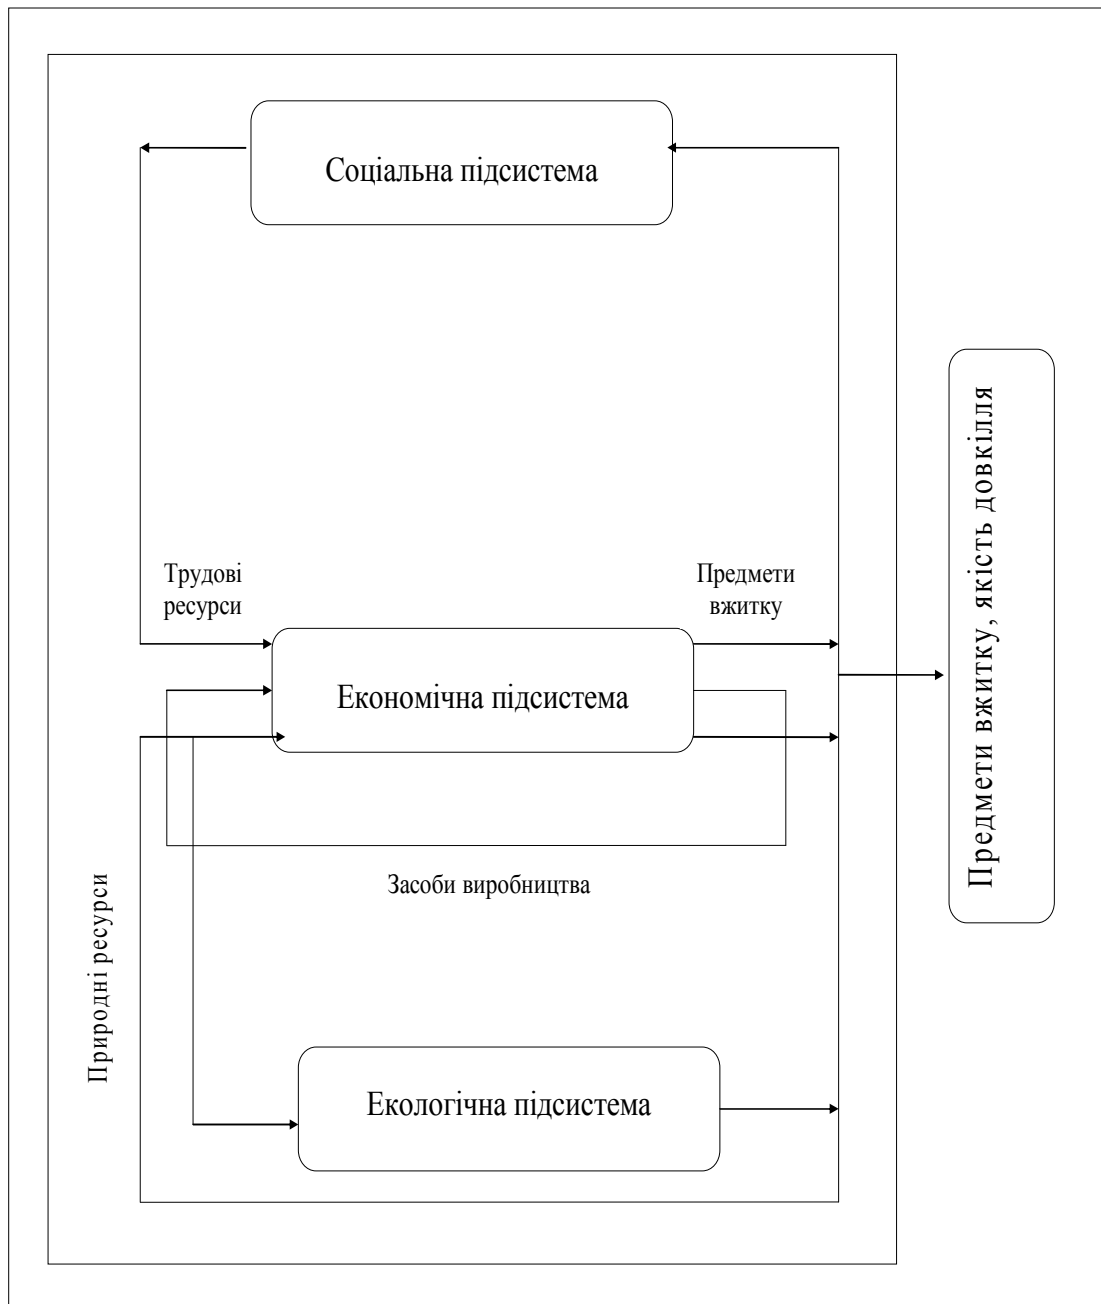 Соціальна підсистема
Трудові
ресурси
Предмети
вжитку
Економічна підсистема
Засоби виробництва
Природні ресурси
Екологічна підсистема
Предмети вжитку, якість довкілля